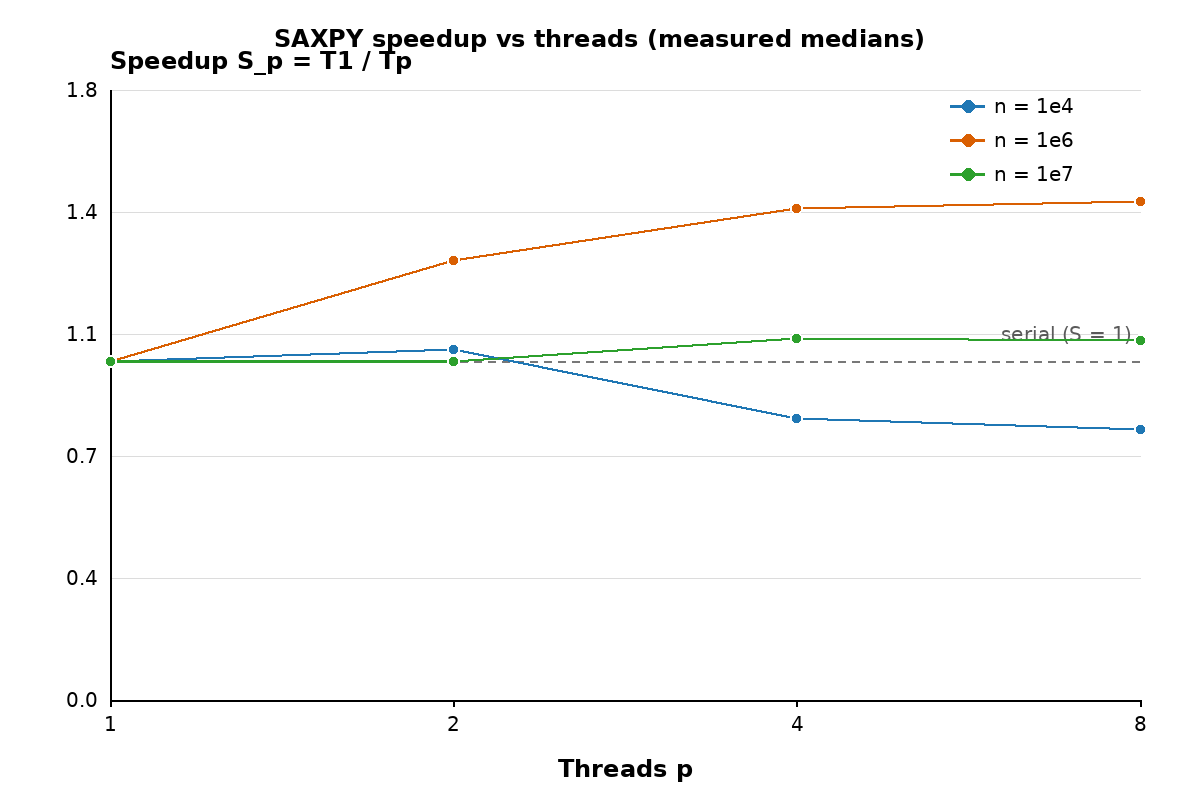 SAXPY speedup vs threads (measured medians)
Speedup S_p = T1 / Tp
1.8
n = 1e4
n = 1e6
n = 1e7
1.4
1.1
serial (S = 1)
0.7
0.4
0.0
1 2 4 8
Threads p